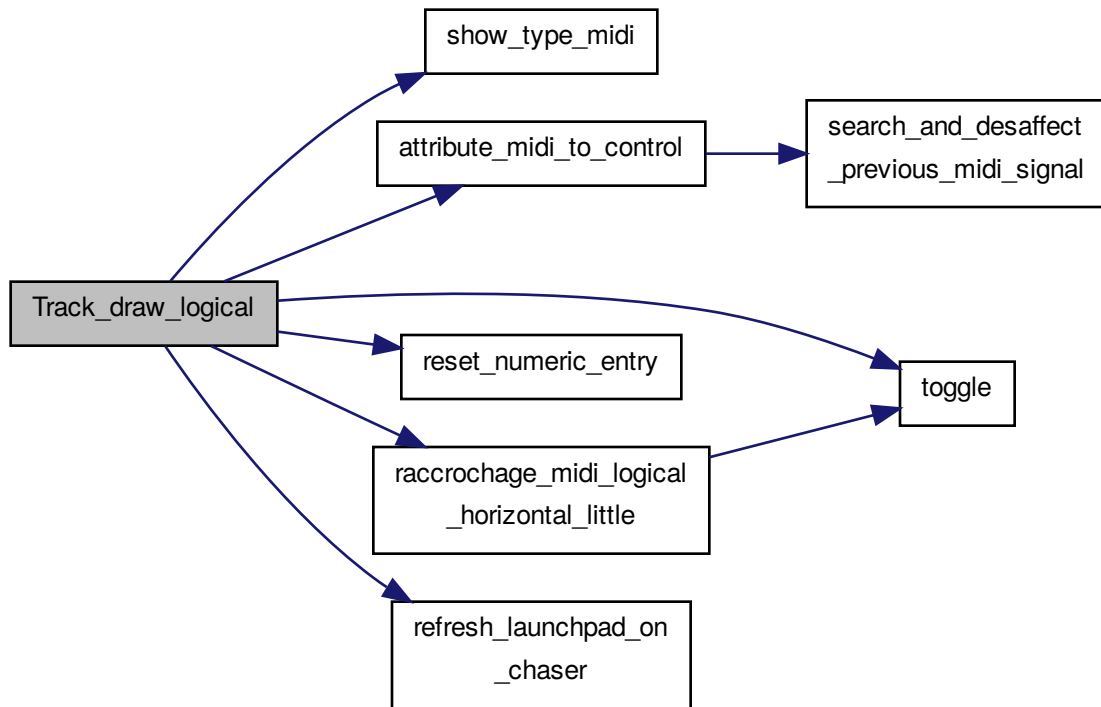 show_type_midi
attribute_midi_to_control
search_and_desaffect
_previous_midi_signal
Track_draw_logical
reset_numeric_entry
toggle
raccrochage_midi_logical
_horizontal_little
refresh_launchpad_on
_chaser